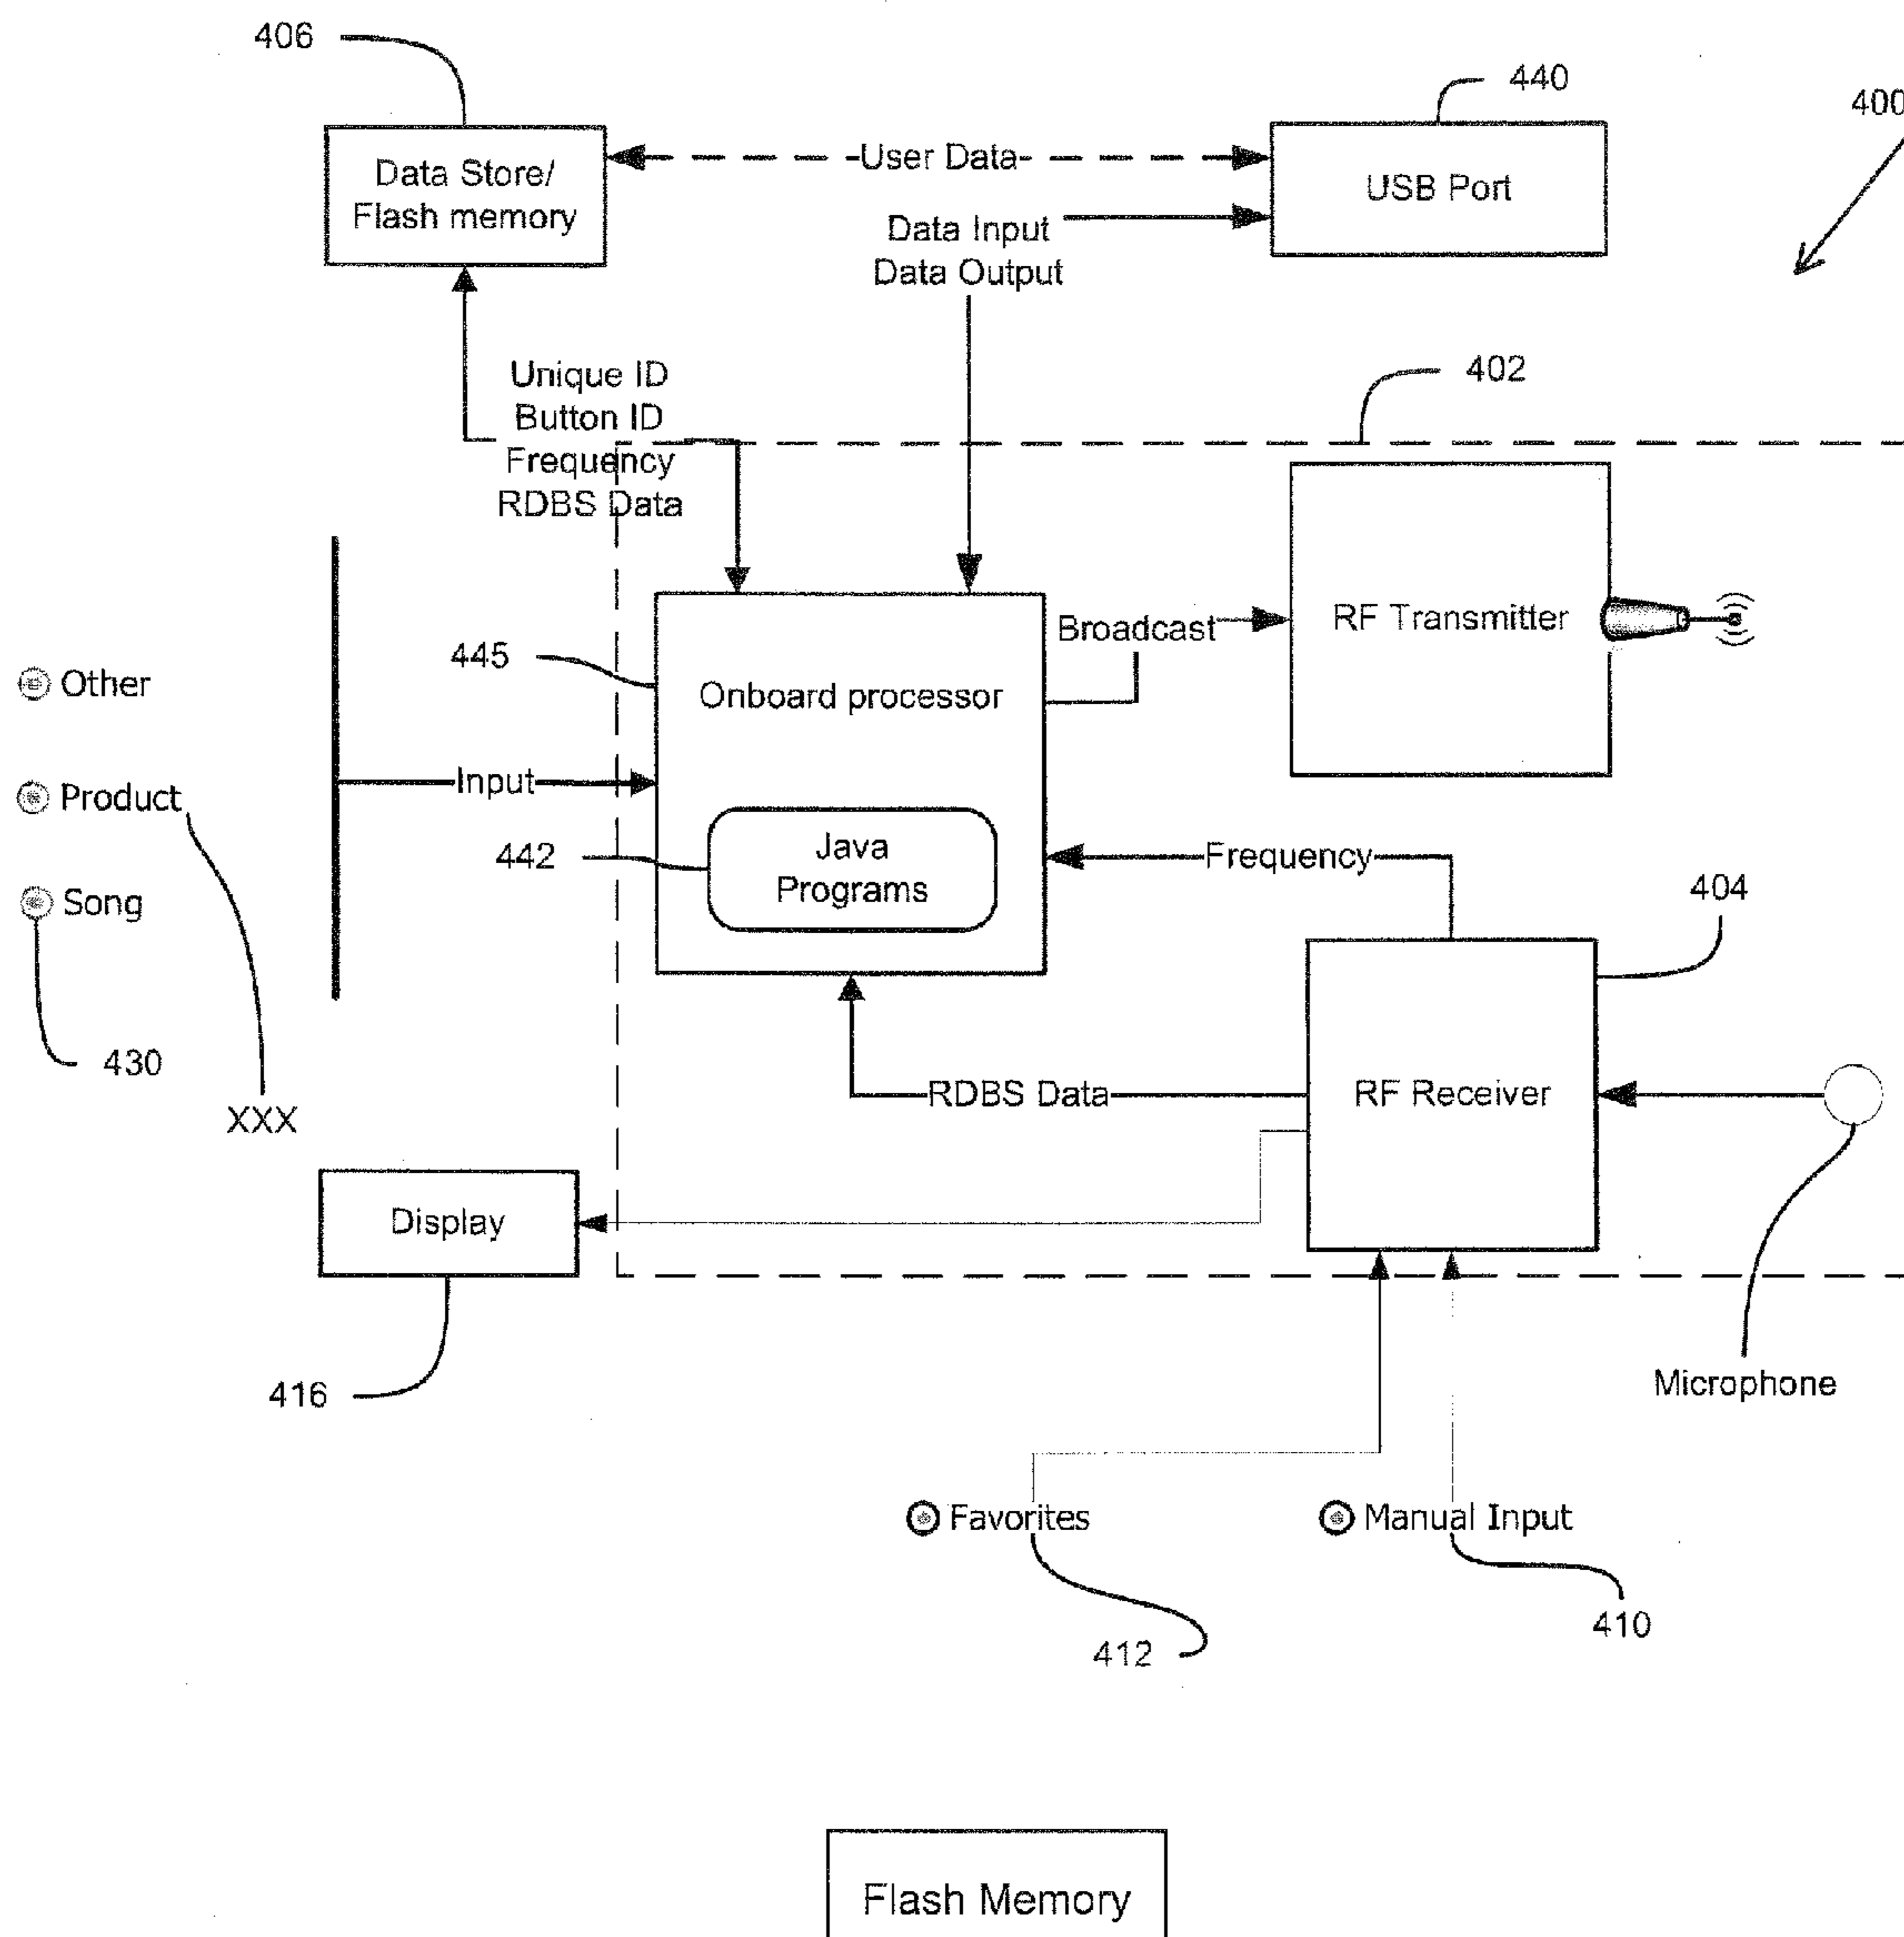 406
440
400
Data Store/
Flash memory
User Data
USB Port
Data Input
Data Output
402
Unique ID
Button ID
Frequency
RDBS Data
Broadcast
RF Transmitter
445
Onboard processor
Other
Input
Product
442
Java
Programs
Frequency
404
Song
430
XXX
RDBS Data
RF Receiver
Display
416
Microphone
Favorites
Manual Input
410
412
Flash Memory